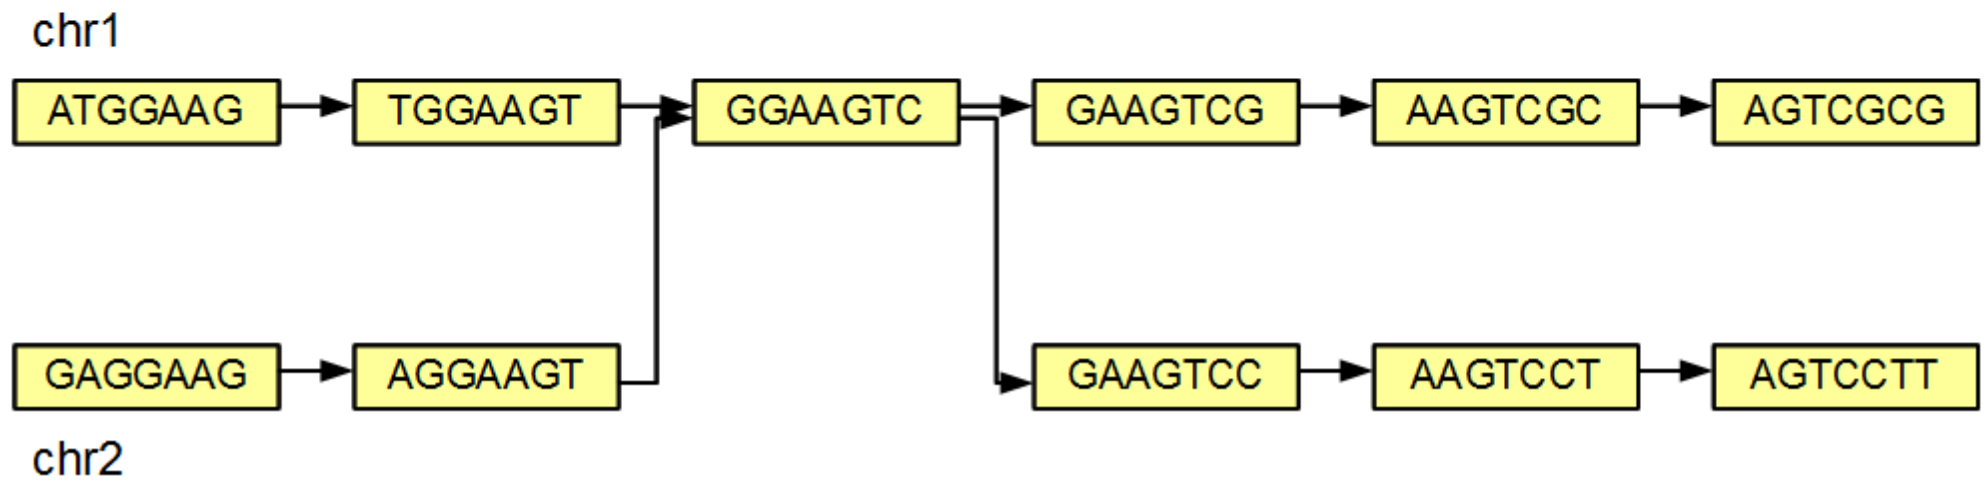 chr1
ATGGAAG TGGAAGT GGAAGTC GAAGTCG AAGTCGC AGTCGCG
GAGGAAG AGGAAGT GAAGTCC AAGTCCT AGTCCTT
chr2